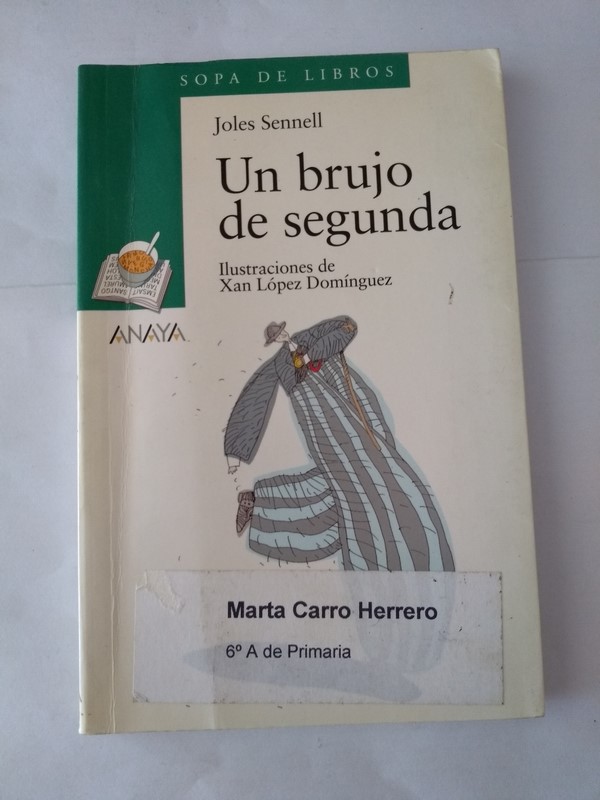 SOPA DE LIBROS
Joles Sennell
Un brujo
de segunda
Ilustraciones de
Xan López Domínguez
ANAYA
Marta Carro Herrero
6º A de Primaria